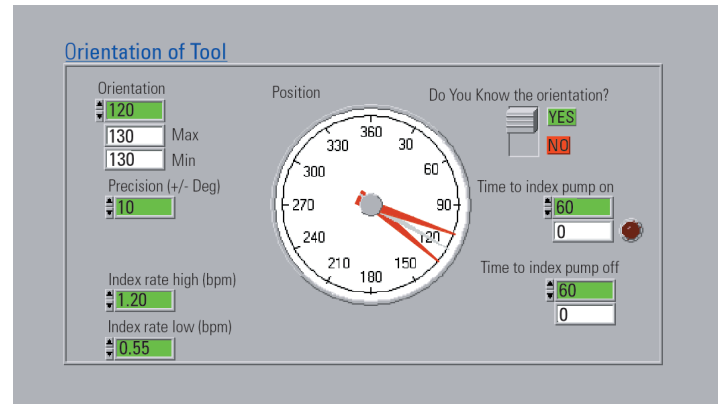 Orientation of Tool
Orientation
120
130 Max
130 Min
Precision (+/- Deg)
10
Index rate high (bpm)
1.20
Index rate low (bpm)
0.55
Position
360
330 30
300 60
270 90
240 120
210 150
180
Do You Know the orientation?
YES
NO
Time to index pump on
60
0
Time to index pump off
60
0